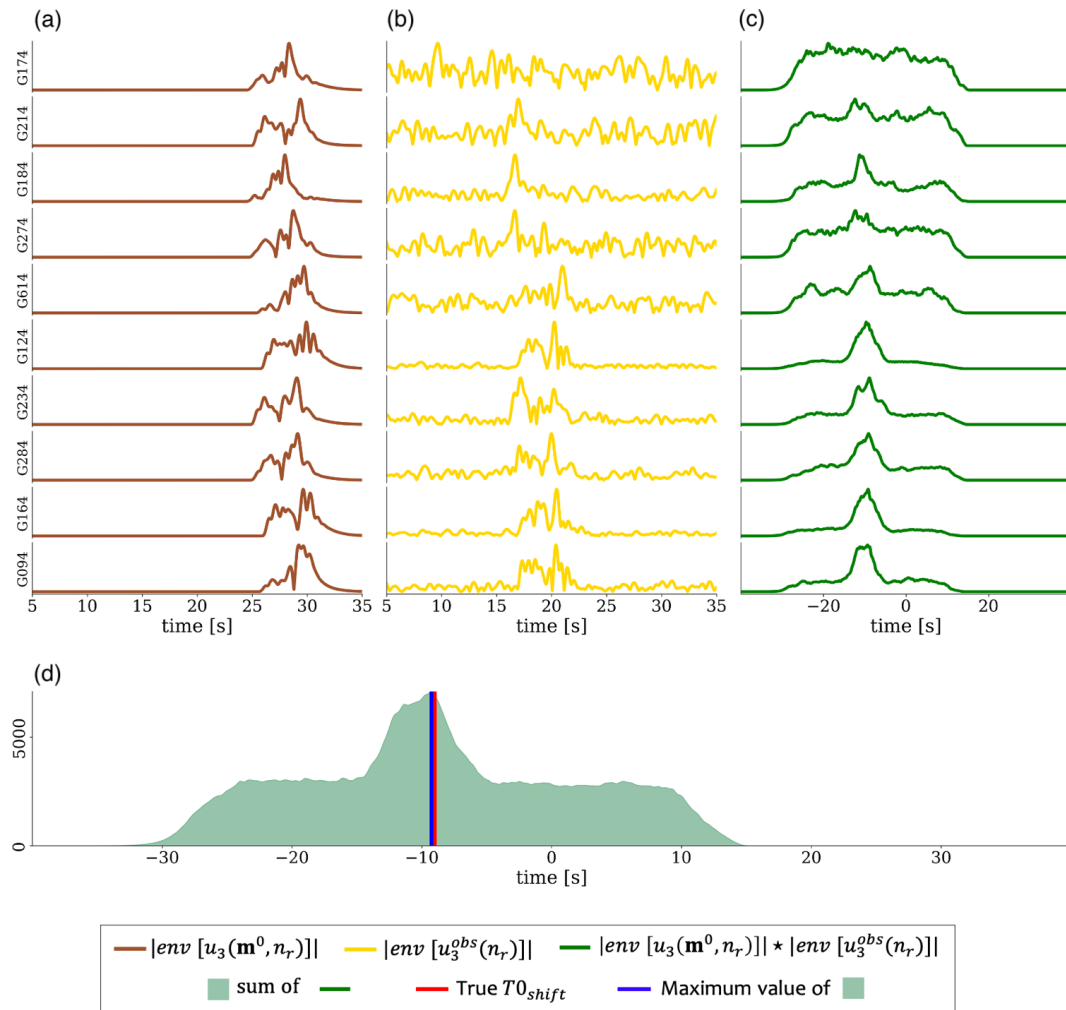 (a) (b) (c)
G174
G214
G184
G274
G614
G124
G234
G284
G164
G094
5 10 15 20 25 30 35
5 10 15 20 25 30 35
−20 0 20
time [s] time [s] time [s]
(d)
5000
0
−30 −20 −10 0 10 20 30
time [s]
|env [u₃(m⁰, nᵣ)]| |env [u₃ᵒᵇˢ(nᵣ)]| |env [u₃(m⁰, nᵣ)]| ⋆ |env [u₃ᵒᵇˢ(nᵣ)]|
sum of True T0shift Maximum value of